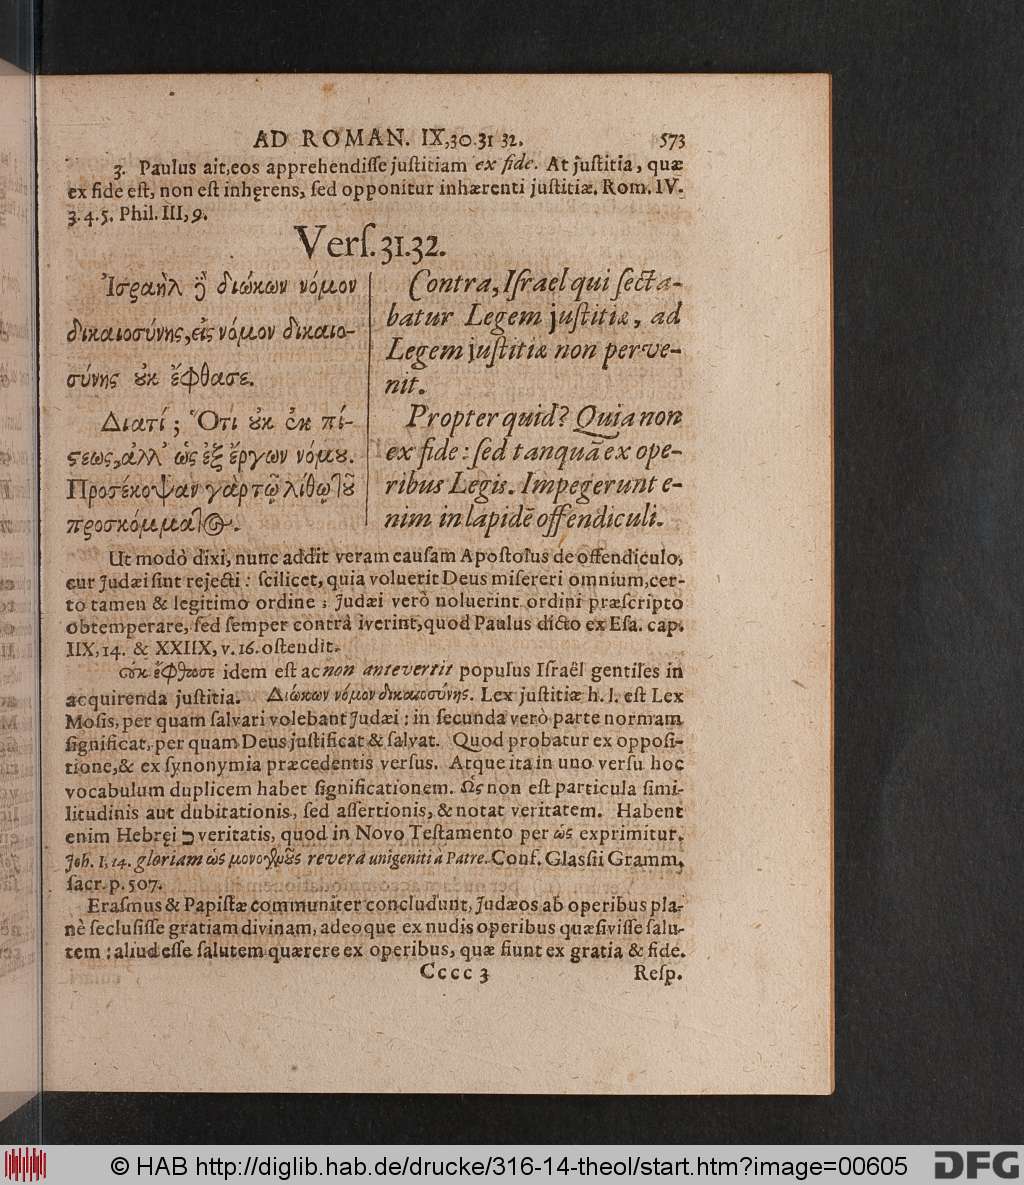 AD ROMAN. IX,30.31 32. 573
3. Paulus ait,eos apprehendiſſe juſtitiam ex fide. At juſtitia, quæ
ex fide eſt, non eſt inhęrens, ſed opponitur inhærenti juſtitiæ. Rom. IV.
3.4.5. Phil. III, 9.
Verſ. 31.32.
Ἰσραὴλ ȣ̓̀ διώκων νόμον
δικαιοσύνης,εἰς νόμον δικαιο-
σύνης ȣκ ἔφθασε.
Διατί; Ὅτι ȣ̓κ ἐκ πί-
ϛεως,ἀλλ᾽ ὡς ἐξ ἔργων νόμȣ.
Προσέκοψαν γὰρ τῷ λίθῳ τȣ͂
προσκόμματος.
Contra, Iſrael qui ſecta-
batur Legem juſtitiæ, ad
Legem juſtitiæ non perve-
nit.
Propter quid? Quia non
ex fide: ſed tanquã ex ope-
ribus Legis. Impegerunt e-
nim in lapidẽ offendiculi.
Ut modò dixi, nunc addit veram cauſam Apoſtolus de offendiculo,
cur Judæi ſint rejecti: ſcilicet, quia voluerit Deus miſereri omnium,cer-
to tamen & legitimo ordine; Judæi verò noluerint ordini præſcripto
obtemperare, ſed ſemper contrà iverint,quod Paulus dicto ex Eſa. cap.
IIX,14. & XXIIX, v. 16.oſtendit.
οὐκ ἔφθασε idem eſt ac non antevertit populus Iſraël gentiles in
acquirenda juſtitia. Διώκων νόμον δικαιοσύνης. Lex juſtitiæ h. l. eſt Lex
Moſis, per quam ſalvari volebant Judæi; in ſecunda verò parte normam
ſignificat, per quam Deus juſtificat & ſalvat. Quod probatur ex oppoſi-
tione,& ex ſynonymia præcedentis verſus. Atque ita in uno verſu hoc
vocabulum duplicem habet ſignificationem. Ὡς non eſt particula ſimi-
litudinis aut dubitationis, ſed aſſertionis, & notat veritatem. Habent
enim Hebręi כ veritatis, quod in Novo Teſtamento per ὡς exprimitur.
Joh. I. 14. gloriam ὡς μονογενοῦς reverâ unigeniti a Patre. Conf. Glaſſii Gramm.
ſacr. p. 507.
Eraſmus & Papiſtæ communiter concludunt, Judæos ab operibus pla-
nè ſecluſiſſe gratiam divinam, adeoque ex nudis operibus quæſiviſſe ſalu-
tem; aliud eſſe ſalutem quærere ex operibus, quæ fiunt ex gratia & fide.
Cccc 3 Reſp.
© HAB http://diglib.hab.de/drucke/316-14-theol/start.htm?image=00605 DFG